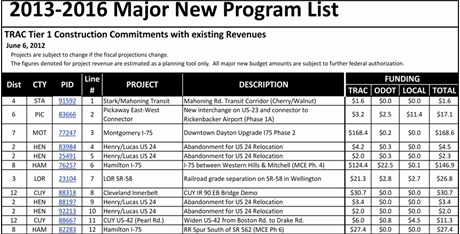 2013-2016 Major New Program List
TRAC Tier 1 Construction Commitments with existing Revenues
June 6, 2012
Projects are subject to change if the fiscal projections change.
The figures denoted for project revenue are estimated as a planning tool only. All major new budget amounts are subject to further federal authorization.
Dist CTY PID Line # PROJECT DESCRIPTION FUNDING
TRAC ODOT LOCAL TOTAL
4 STA 91592 1 Stark/Mahoning Transit Mahoning Rd. Transit Corridor (Cherry/Walnut) $1.6 $0.0 $0.0 $1.6
6 PIC 83666 2 Pickaway East-West Connector New interchange on US-23 and connector to Rickenbacker Airport (Phase 1A) $3.2 $2.5 $11.4 $17.1
7 MOT 77247 3 Montgomery I-75 Downtown Dayton Upgrade I75 Phase 2 $168.4 $0.2 $0.0 $168.6
2 HEN 83984 4 Henry/Lucas US 24 Abandonment for US 24 Relocation $4.2 $0.3 $0.0 $4.5
2 HEN 25491 5 Henry/Lucas US 24 Abandonment for US 24 Relocation $2.0 $0.3 $0.0 $2.3
8 HAM 76257 6 Hamilton I-75 I-75 between Western Hills & Mitchell (MCE Ph. 4) $124.4 $22.5 $0.1 $146.9
3 LOR 23104 7 LOR SR-58 Railroad grade separation on SR-58 in Wellington $21.3 $2.8 $2.7 $26.8
12 CUY 88318 8 Cleveland Innerbelt CUY IR 90 EB Bridge Demo $30.7 $0.0 $0.0 $30.7
2 HEN 88197 9 Henry/Lucas US 24 Abandonment for US 24 Relocation $0.4 $0.0 $0.0 $0.4
2 HEN 92213 10 Henry/Lucas US 24 Abandonment for US 24 Relocation $2.0 $0.0 $0.0 $2.0
12 CUY 88667 11 CUY US-42 (Pearl Rd.) Widen US-42 from Boston Rd. to Drake Rd. $6.0 $0.8 $4.5 $11.3
8 HAM 82283 12 Hamilton I-75 RR Spur South of SR 562 (MCE Ph 6) $27.4 $0.0 $0.0 $27.4